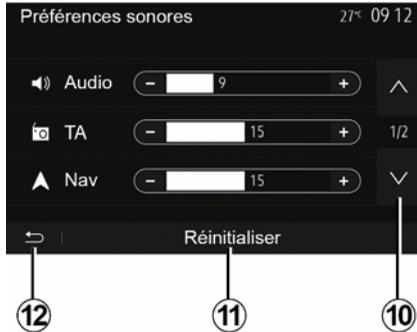 Préférences sonores 27°C 09 12
Audio - 9 +
TA - 15 + 1/2
Nav - 15 +
Réinitialiser
12 11 10